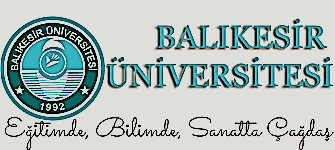 BALIKESİR ÜNİVERSİTESİ
1992
BALIKESİR
ÜNİVERSİTESİ
Eğitimde, Bilimde, Sanatta Çağdaş